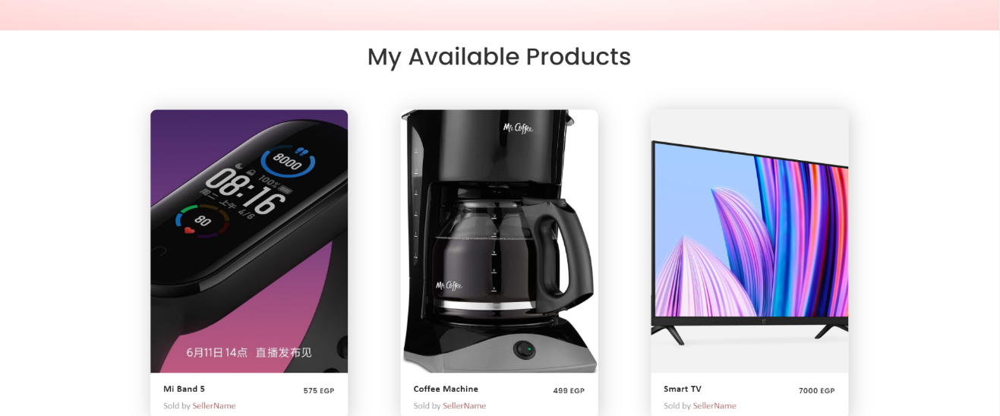 My Available Products
8000
100%
08:16
周二 上午 4/6
80
6月11日14点 直播发布见
Mr. Coffee
12
Mr. Coffee
Mi Band 5
575 EGP
Sold by SellerName
Coffee Machine
499 EGP
Sold by SellerName
Smart TV
7000 EGP
Sold by SellerName